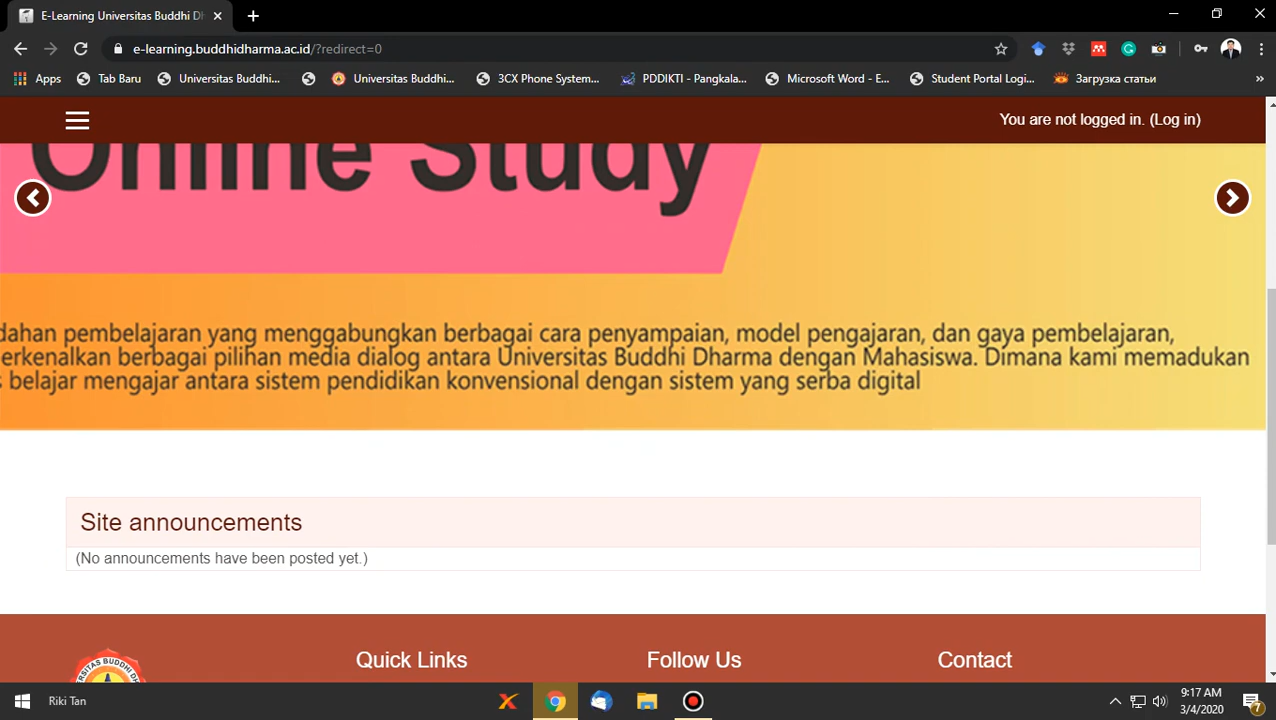 E-Learning Universitas Buddhi Dh
e-learning.buddhidharma.ac.id/?redirect=0
Apps Tab Baru Universitas Buddhi... Universitas Buddhi... 3CX Phone System... PDDIKTI - Pangkala... Microsoft Word - E... Student Portal Logi... Загрузка статьи »
You are not logged in. (Log in)
Online Study
dahan pembelajaran yang menggabungkan berbagai cara penyampaian, model pengajaran, dan gaya pembelajaran,
erkenalkan berbagai pilihan media dialog antara Universitas Buddhi Dharma dengan Mahasiswa. Dimana kami memadukan
s belajar mengajar antara sistem pendidikan konvensional dengan sistem yang serba digital
Site announcements
(No announcements have been posted yet.)
Quick Links
Follow Us
Contact
Riki Tan
9:17 AM
3/4/2020
7